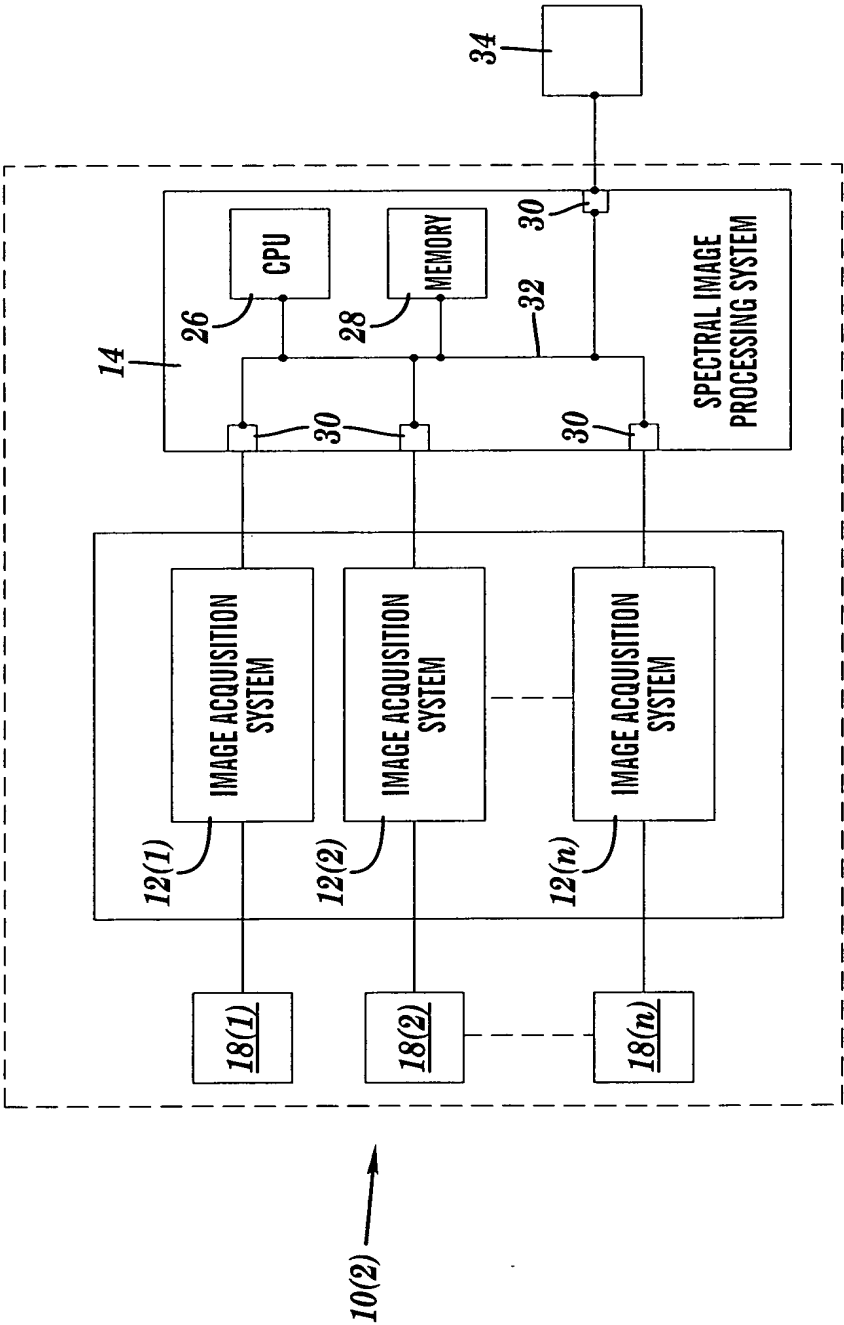 10(2)
18(1)
18(2)
18(n)
12(1)
IMAGE ACQUISITION
SYSTEM
12(2)
IMAGE ACQUISITION
SYSTEM
12(n)
IMAGE ACQUISITION
SYSTEM
14
26
CPU
28
MEMORY
30
30
30
32
SPECTRAL IMAGE
PROCESSING SYSTEM
34